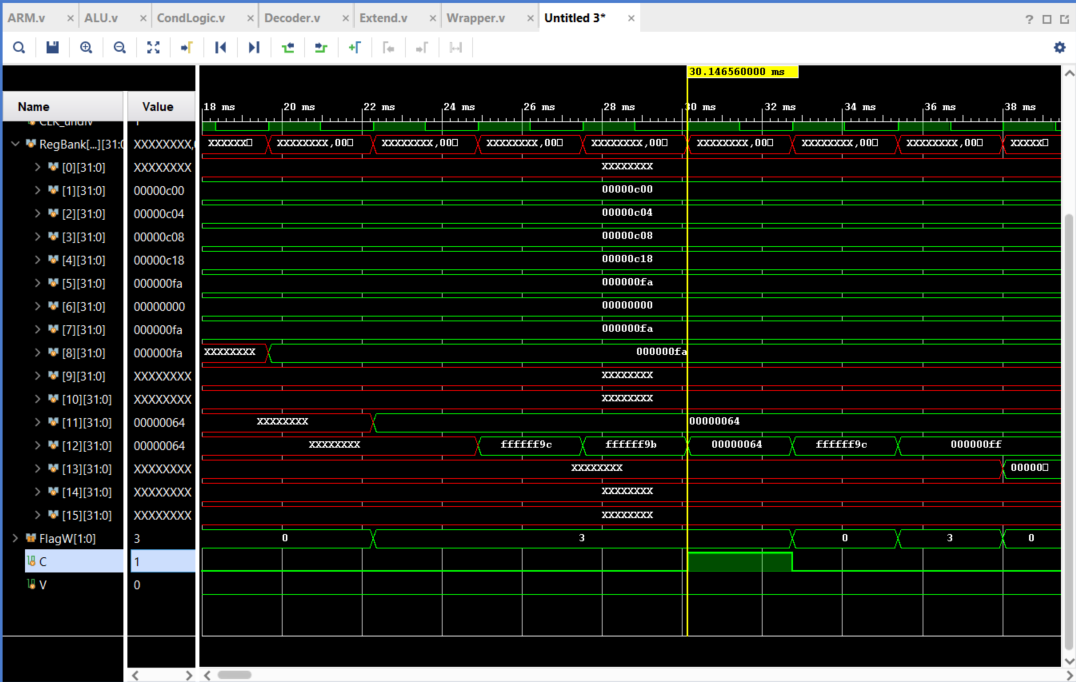 ARM.v × ALU.v × CondLogic.v × Decoder.v × Extend.v × Wrapper.v × Untitled 3* ×
30.146560000 ms
Name Value 18 ms 20 ms 22 ms 24 ms 26 ms 28 ms 30 ms 32 ms 34 ms 36 ms 38 ms
CLK_undiv 1
RegBank[...][31:0 XXXXXXXX, XXXXXX▯ XXXXXXXX,00▯ XXXXXXXX,00▯ XXXXXXXX,00▯ XXXXXXXX,00▯ XXXXXXXX,00▯ XXXXXXXX,00▯ XXXXXXXX,00▯ XXXXX▯
[0][31:0] XXXXXXXX XXXXXXXX
[1][31:0] 00000c00 00000c00
[2][31:0] 00000c04 00000c04
[3][31:0] 00000c08 00000c08
[4][31:0] 00000c18 00000c18
[5][31:0] 000000fa 000000fa
[6][31:0] 00000000 00000000
[7][31:0] 000000fa 000000fa
[8][31:0] 000000fa XXXXXXXX 000000fa
[9][31:0] XXXXXXXX XXXXXXXX
[10][31:0] XXXXXXXX XXXXXXXX
[11][31:0] 00000064 XXXXXXXX 00000064
[12][31:0] 00000064 XXXXXXXX ffffff9c ffffff9b 00000064 ffffff9c 000000ff
[13][31:0] XXXXXXXX XXXXXXXX 00000▯
[14][31:0] XXXXXXXX XXXXXXXX
[15][31:0] XXXXXXXX XXXXXXXX
FlagW[1:0] 3 0 3 0 3 0
C 1
V 0